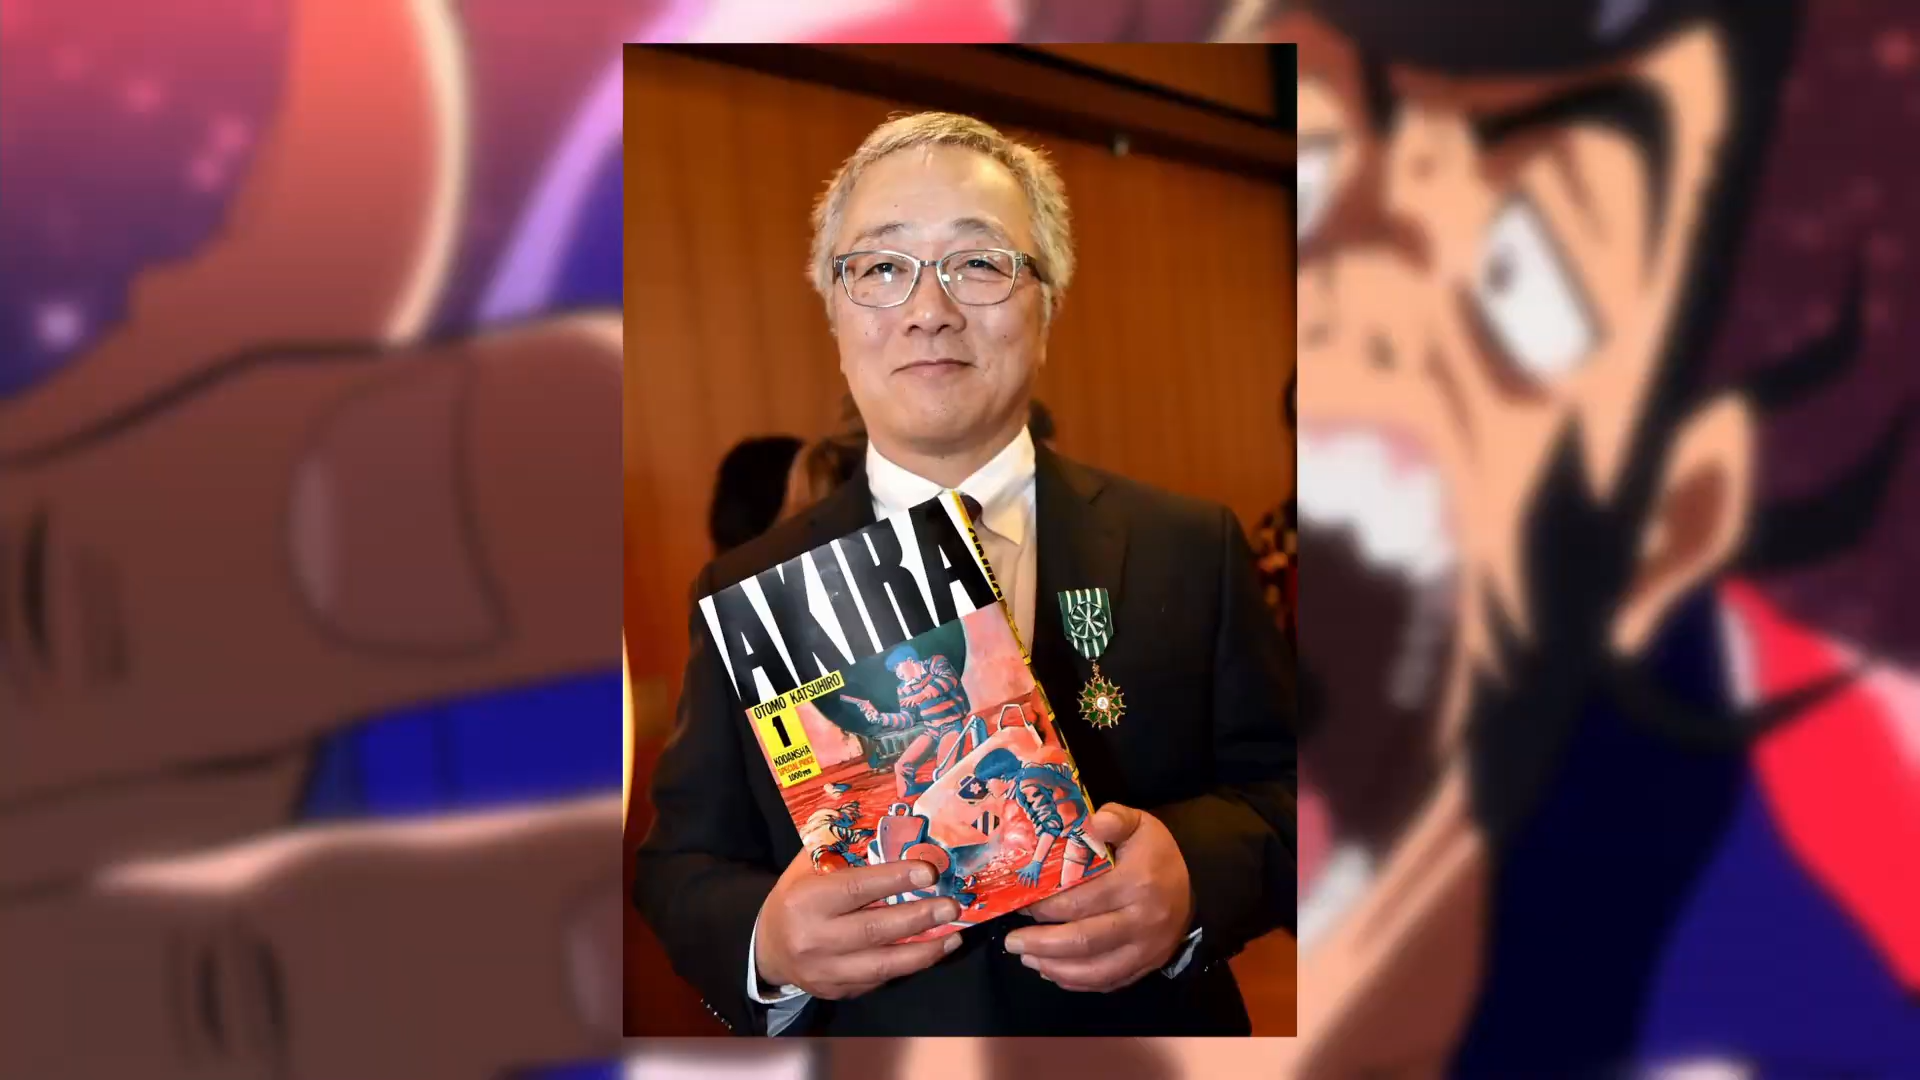 AKIRA
OTOMO KATSUHIRO
1
KODANSHA
SPECIAL PRICE
1000yen